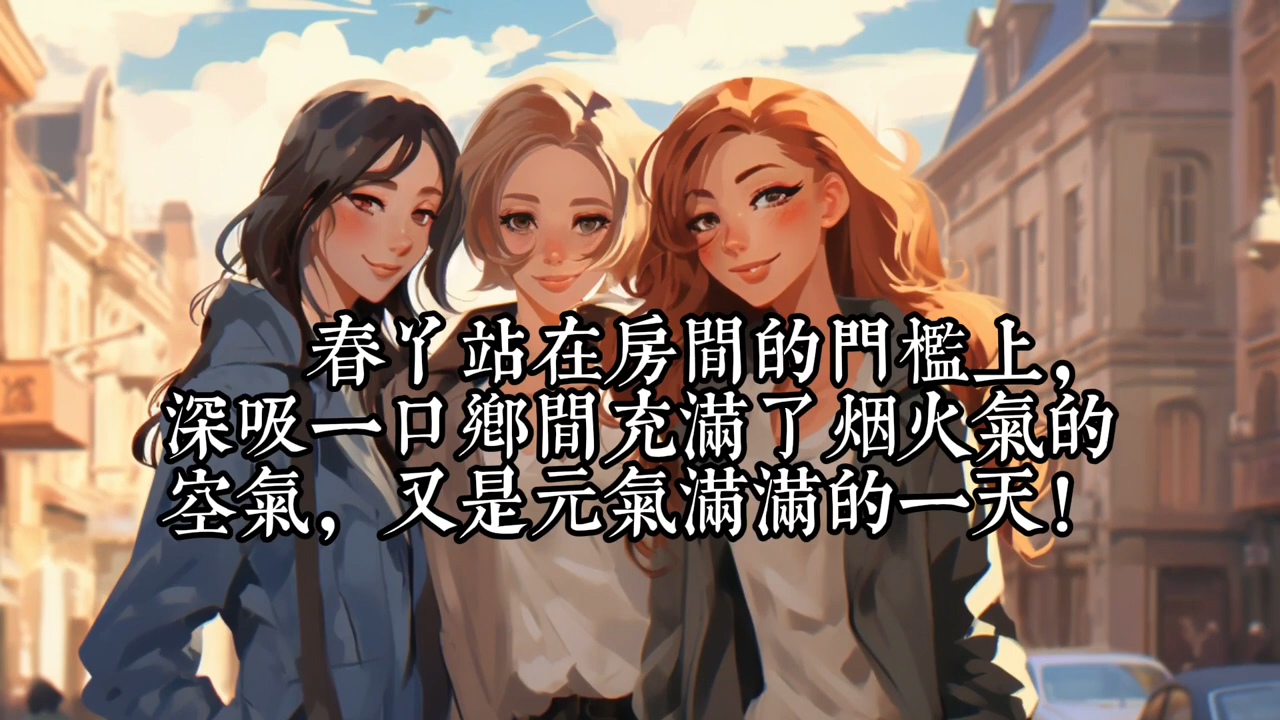 春丫站在房間的門檻上，
深吸一口鄉間充滿了烟火氣的
空氣，又是元氣滿滿的一天！